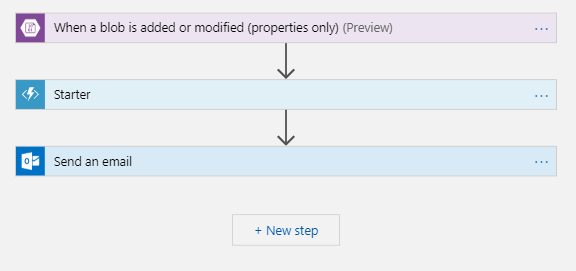 When a blob is added or modified (properties only) (Preview) ...
Starter ...
Send an email ...
+ New step